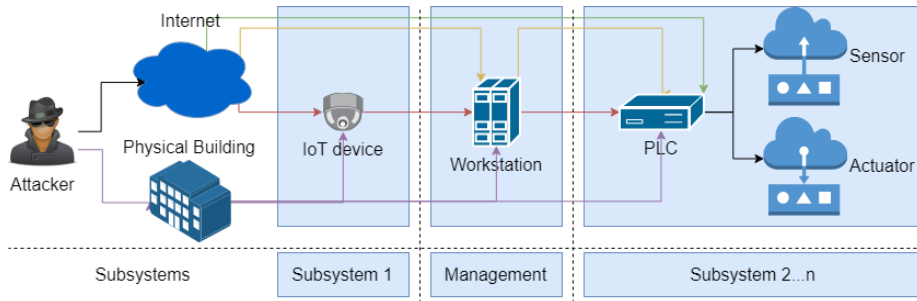 Internet
Sensor
Physical Building
IoT device
Workstation
PLC
Attacker
Actuator
Subsystems
Subsystem 1
Management
Subsystem 2...n